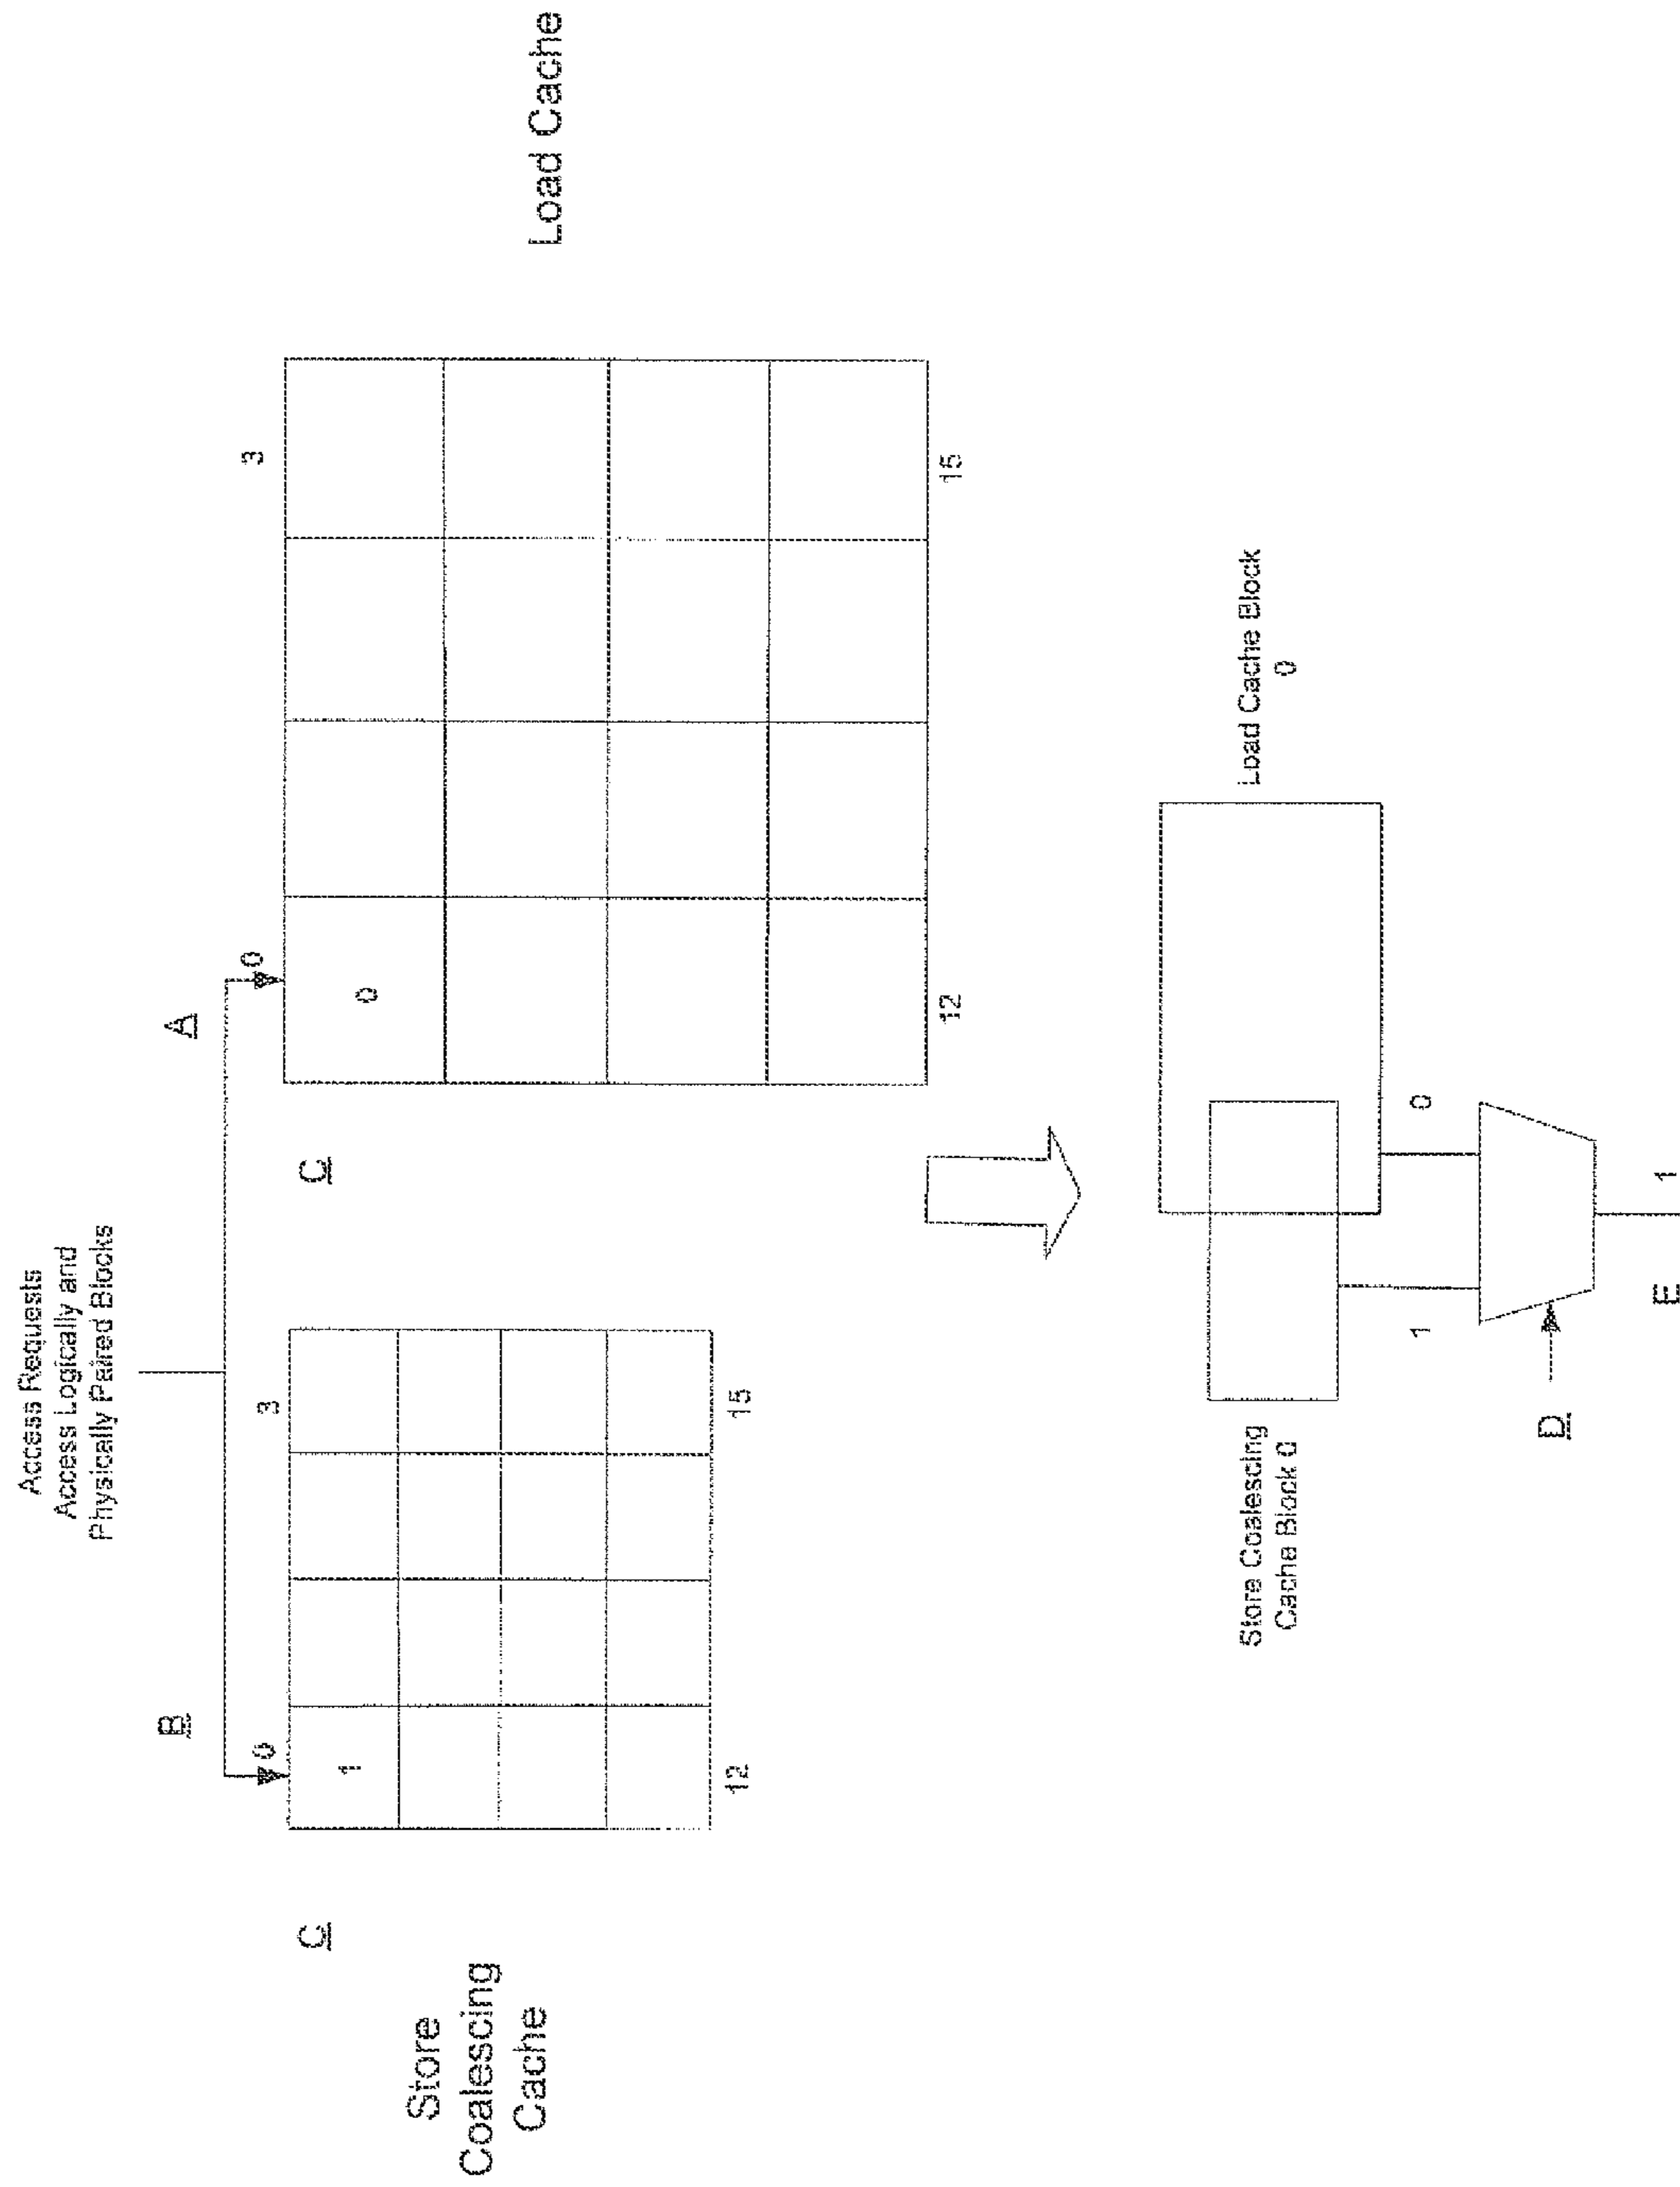 Access Requests
Access Logically and
Physically Paired Blocks
B
A
0
3
0
3
C
1
C
0
Store
Coalescing
Cache
Load Cache
12
15
12
15
Store Coalescing
Cache Block 0
Load Cache Block
0
1
0
D
E
1